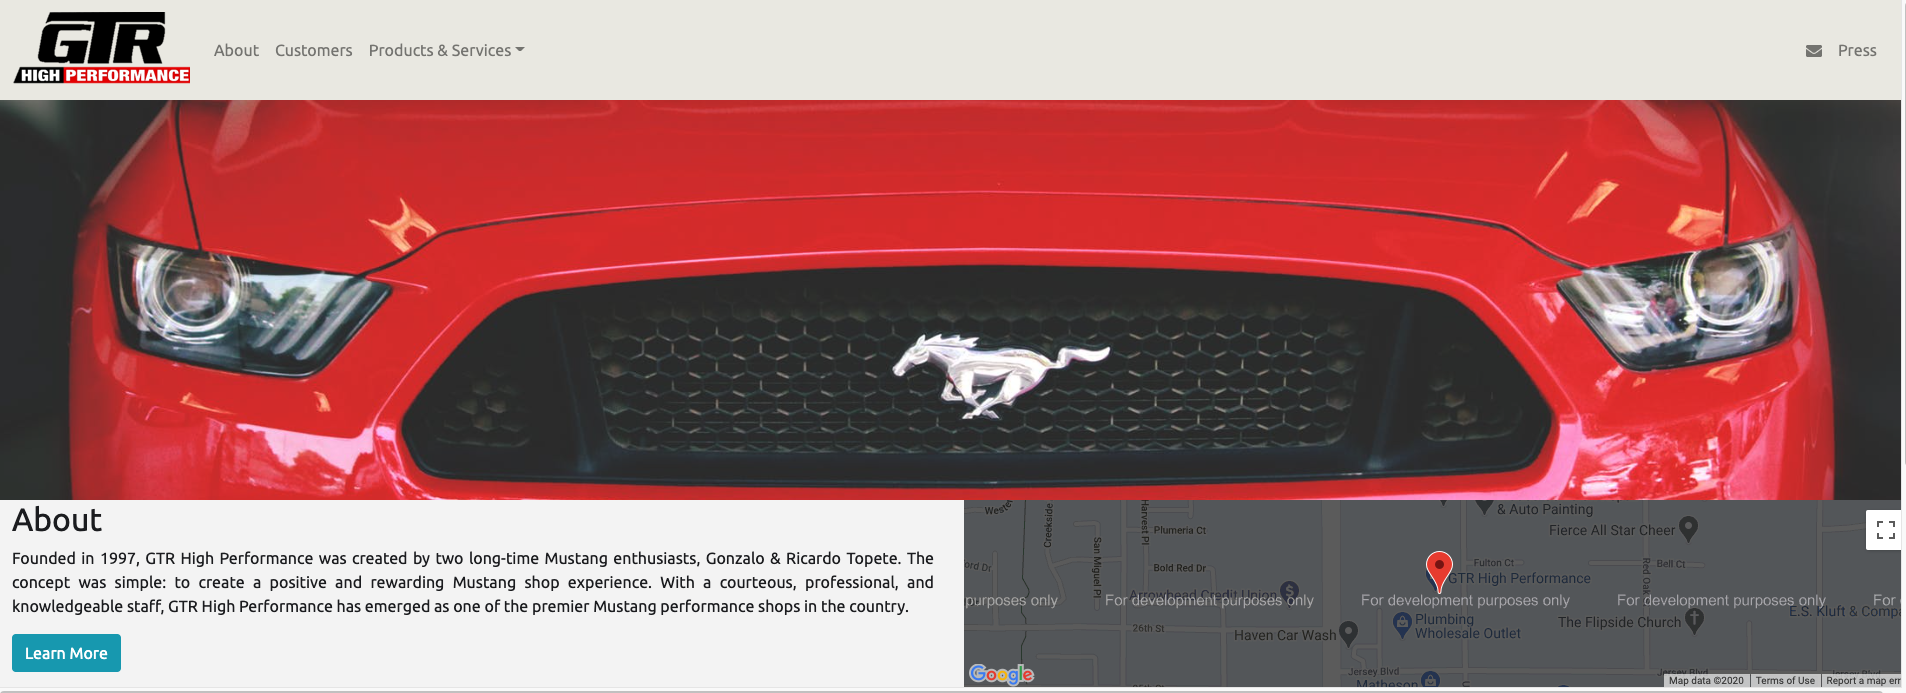 GTR
HIGH PERFORMANCE
About
Customers
Products & Services
Press
About
Founded in 1997, GTR High Performance was created by two long-time Mustang enthusiasts, Gonzalo & Ricardo Topete. The
concept was simple: to create a positive and rewarding Mustang shop experience. With a courteous, professional, and
knowledgeable staff, GTR High Performance has emerged as one of the premier Mustang performance shops in the country.
Learn More
Creekside
Harvest Pl
San Miguel Pl
Plumeria Ct
Bold Red Dr
Arrowhead Credit Union
& Auto Painting
Fierce All Star Cheer
Fulton Ct
Bell Ct
Red Oak
GTR High Performance
purposes only
For development purposes only
For development purposes only
For development purposes only
For
E.S. Kluft & Comp
26th St
Haven Car Wash
Plumbing
Wholesale Outlet
The Flipside Church
Jersey Blvd
Jersey Blvd
Matheson
Google
Map data ©2020
Terms of Use
Report a map err